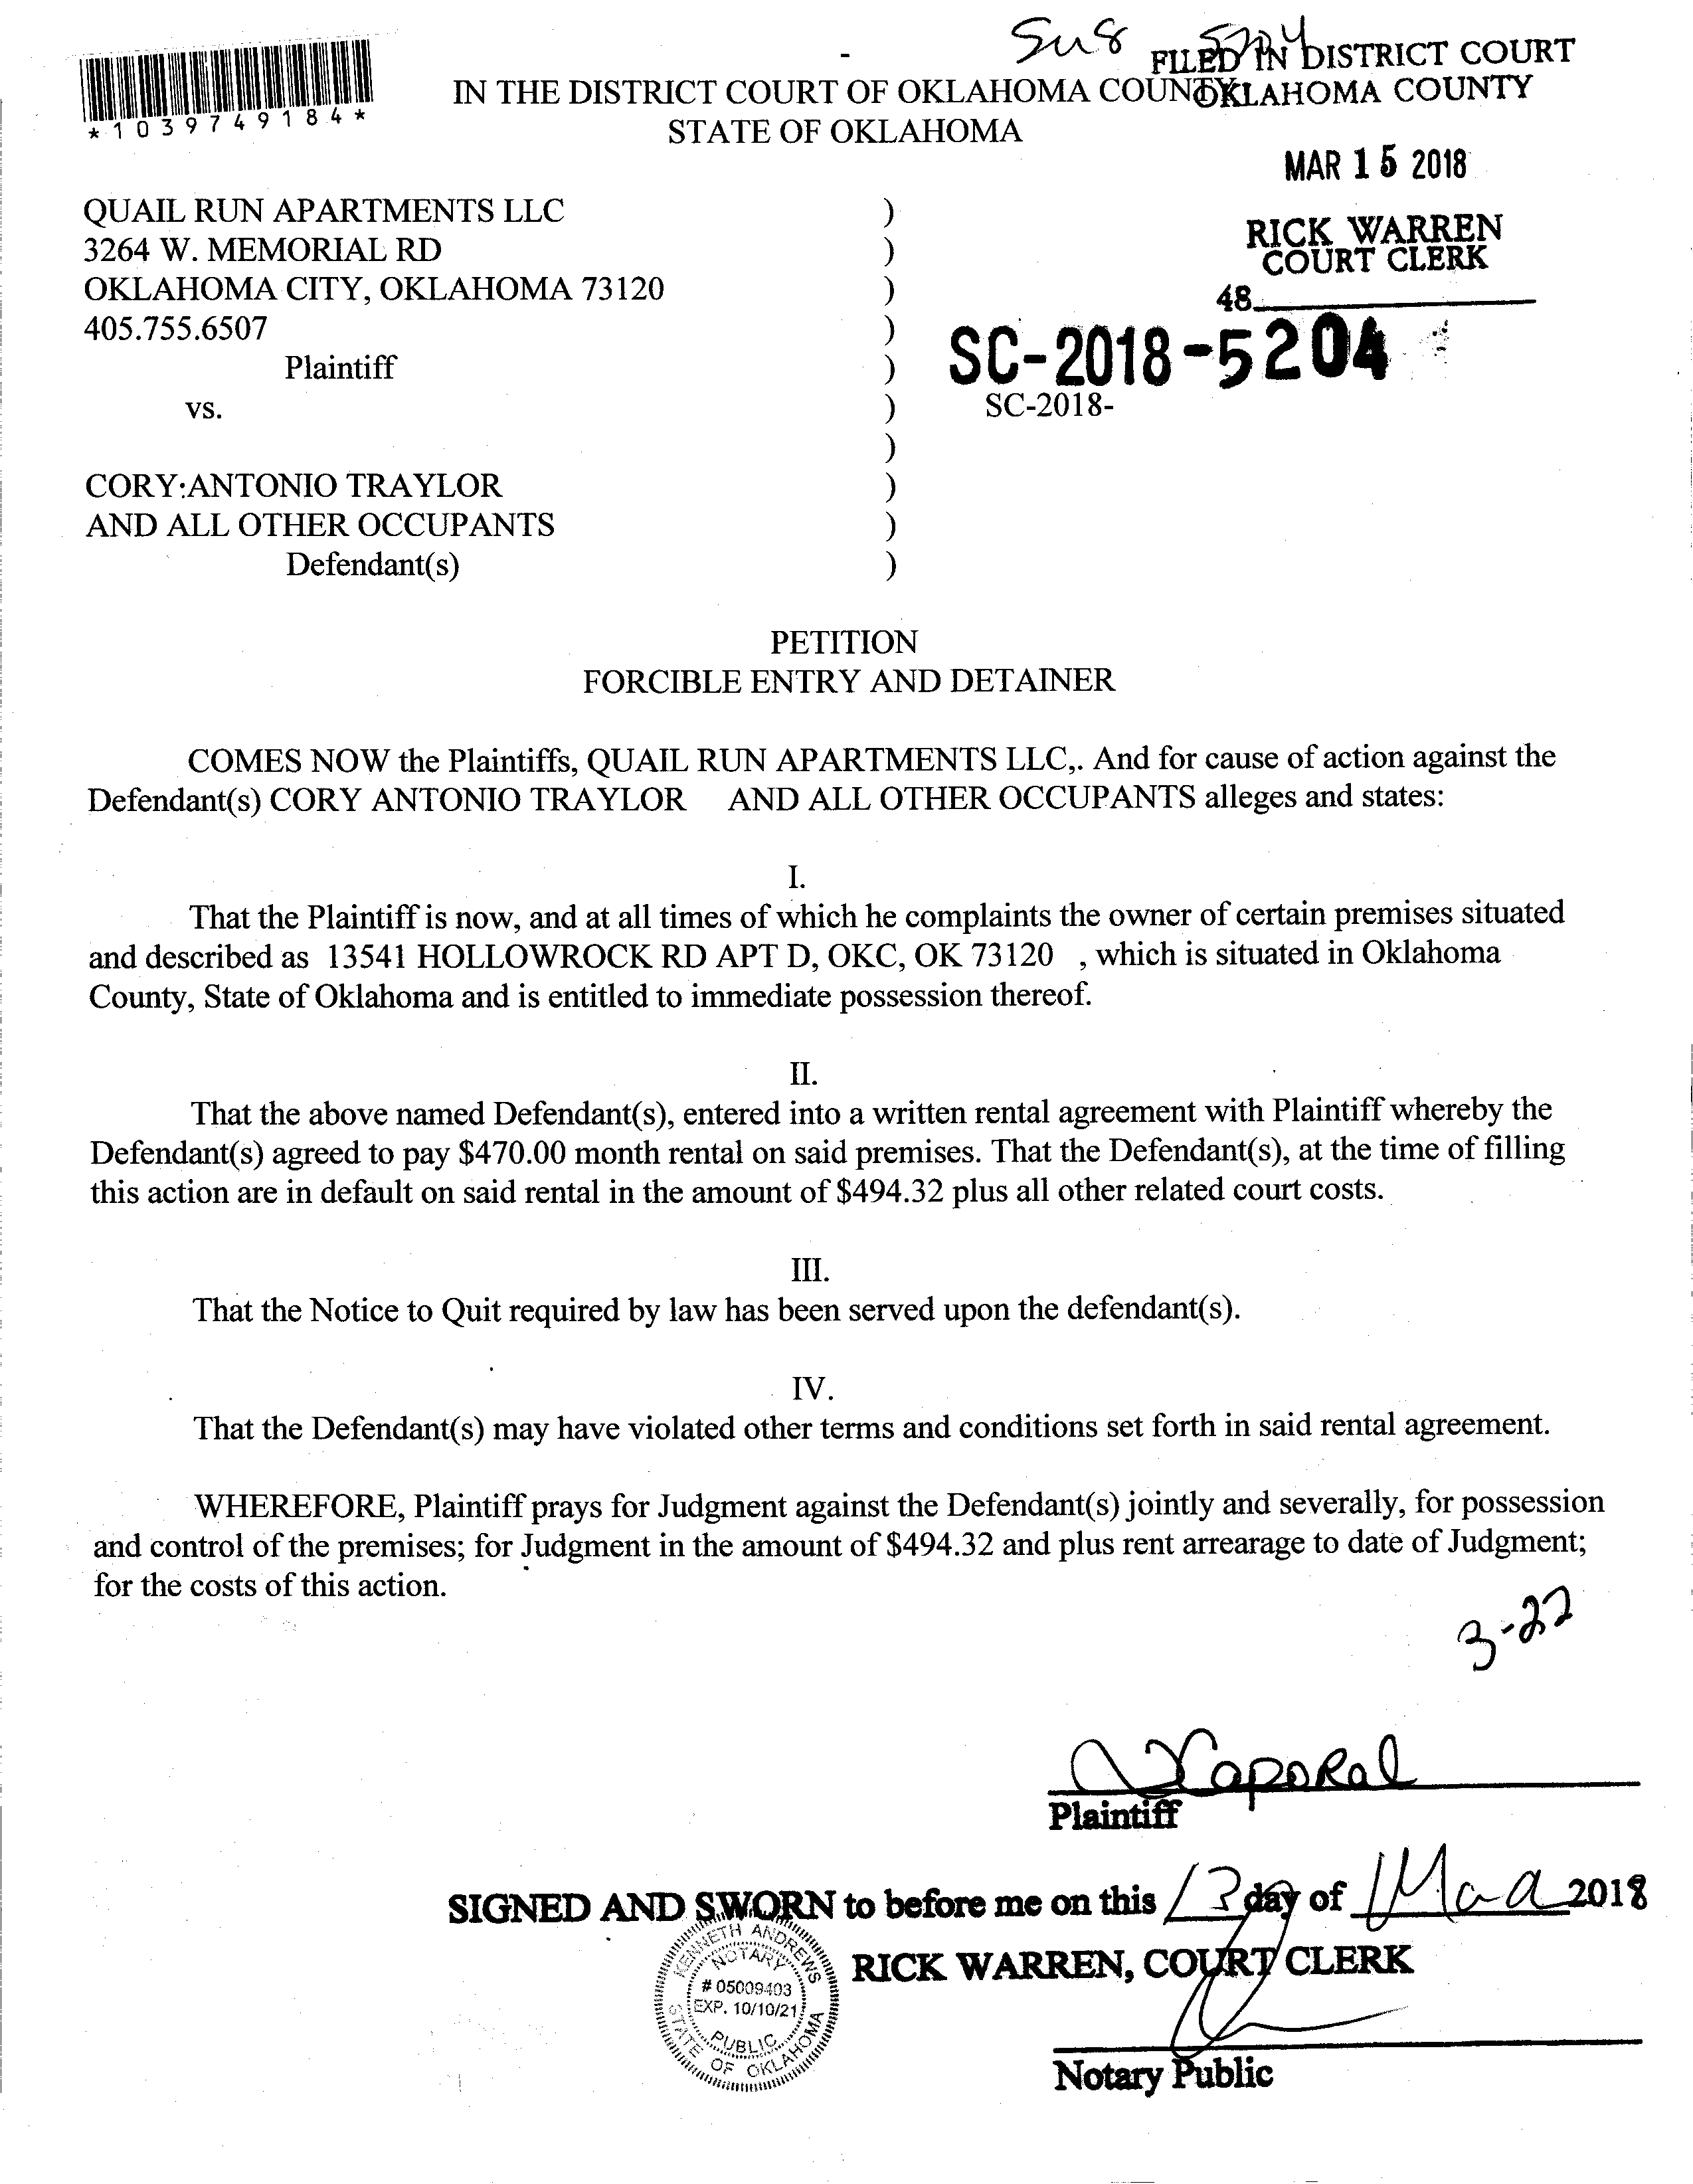 *1039749184*
FILED IN DISTRICT COURT
OKLAHOMA COUNTY
IN THE DISTRICT COURT OF OKLAHOMA COUNTY
STATE OF OKLAHOMA
MAR 15 2018
RICK WARREN
COURT CLERK
48
QUAIL RUN APARTMENTS LLC )
3264 W. MEMORIAL RD )
OKLAHOMA CITY, OKLAHOMA 73120 )
405.755.6507 )
Plaintiff )
SC-2018-5204
vs. ) SC-2018-
)
CORY:ANTONIO TRAYLOR )
AND ALL OTHER OCCUPANTS )
Defendant(s) )
PETITION
FORCIBLE ENTRY AND DETAINER
COMES NOW the Plaintiffs, QUAIL RUN APARTMENTS LLC,. And for cause of action against the
Defendant(s) CORY ANTONIO TRAYLOR AND ALL OTHER OCCUPANTS alleges and states:
I.
That the Plaintiff is now, and at all times of which he complaints the owner of certain premises situated
and described as 13541 HOLLOWROCK RD APT D, OKC, OK 73120 , which is situated in Oklahoma
County, State of Oklahoma and is entitled to immediate possession thereof.
II.
That the above named Defendant(s), entered into a written rental agreement with Plaintiff whereby the
Defendant(s) agreed to pay $470.00 month rental on said premises. That the Defendant(s), at the time of filling
this action are in default on said rental in the amount of $494.32 plus all other related court costs.
III.
That the Notice to Quit required by law has been served upon the defendant(s).
IV.
That the Defendant(s) may have violated other terms and conditions set forth in said rental agreement.
WHEREFORE, Plaintiff prays for Judgment against the Defendant(s) jointly and severally, for possession
and control of the premises; for Judgment in the amount of $494.32 and plus rent arrearage to date of Judgment;
for the costs of this action.
3-22
Plaintiff
SIGNED AND SWORN to before me on this 13 day of 2018
RICK WARREN, COURT CLERK
KENNETH ANDREWS
NOTARY
# 05009403
EXP. 10/10/21
PUBLIC
STATE OF OKLAHOMA
Notary Public